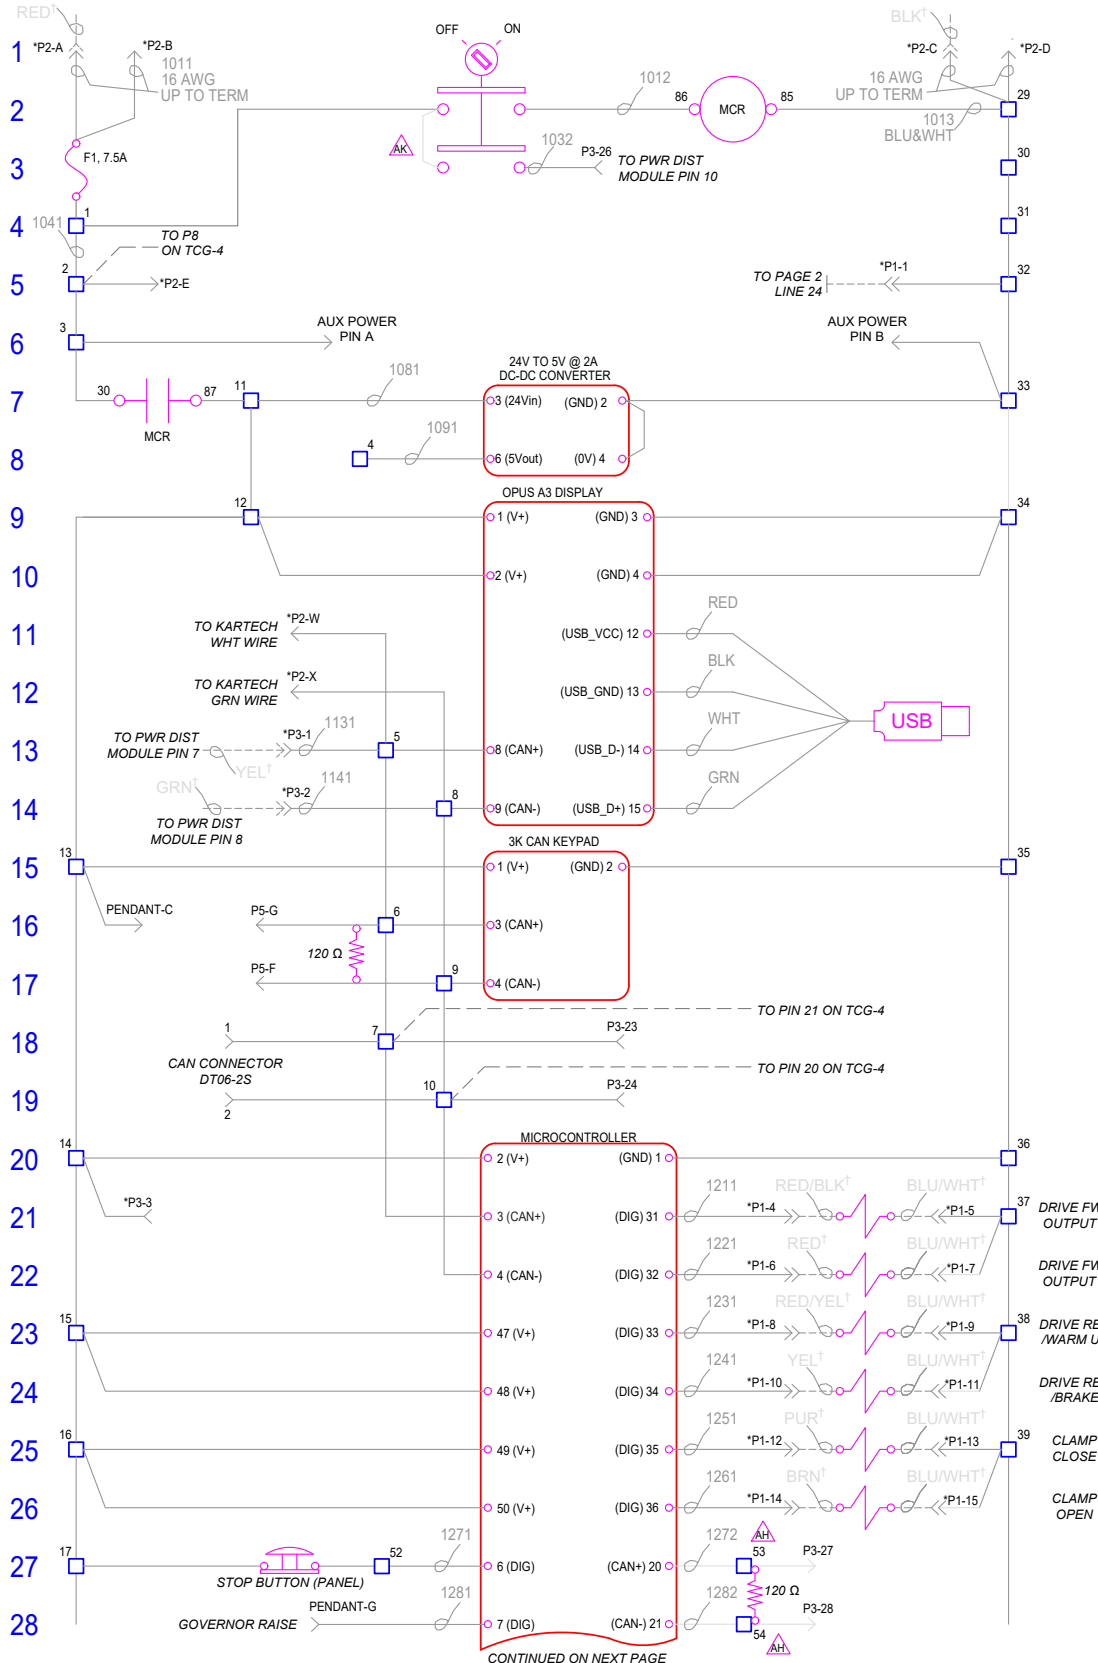 RED†
BLK†
OFF
ON
1
*P2-A
*P2-B
*P2-C
*P2-D
1011
16 AWG
UP TO TERM
16 AWG
UP TO TERM
2
1012
86
MCR
85
29
1013
BLU&WHT
F1, 7.5A
AK
1032
3
P3-26
TO PWR DIST
MODULE PIN 10
30
4
1
1041
31
TO P8
ON TCG-4
5
2
*P2-E
TO PAGE 2
LINE 24
*P1-1
32
6
3
AUX POWER
PIN A
AUX POWER
PIN B
7
30
87
MCR
11
1081
24V TO 5V @ 2A
DC-DC CONVERTER
3 (24Vin)
(GND) 2
33
8
4
1091
6 (5Vout)
(0V) 4
OPUS A3 DISPLAY
9
12
1 (V+)
(GND) 3
34
10
2 (V+)
(GND) 4
11
TO KARTECH
WHT WIRE
*P2-W
(USB_VCC) 12
RED
12
TO KARTECH
GRN WIRE
*P2-X
(USB_GND) 13
BLK
USB
13
TO PWR DIST
MODULE PIN 7
YEL†
*P3-1
1131
5
8 (CAN+)
(USB_D-) 14
WHT
14
GRN†
TO PWR DIST
MODULE PIN 8
*P3-2
1141
8
9 (CAN-)
(USB_D+) 15
GRN
3K CAN KEYPAD
15
13
1 (V+)
(GND) 2
35
16
PENDANT-C
P5-G
6
3 (CAN+)
120 Ω
17
P5-F
9
4 (CAN-)
TO PIN 21 ON TCG-4
18
1
7
P3-23
CAN CONNECTOR
DT06-2S
TO PIN 20 ON TCG-4
19
2
10
P3-24
MICROCONTROLLER
20
14
2 (V+)
(GND) 1
36
21
*P3-3
3 (CAN+)
(DIG) 31
1211
*P1-4
RED/BLK†
BLU/WHT†
*P1-5
37
DRIVE FW
OUTPUT
22
4 (CAN-)
(DIG) 32
1221
*P1-6
RED†
BLU/WHT†
*P1-7
DRIVE FW
OUTPUT
23
15
47 (V+)
(DIG) 33
1231
*P1-8
RED/YEL†
BLU/WHT†
*P1-9
38
DRIVE RE
/WARM U
24
48 (V+)
(DIG) 34
1241
*P1-10
YEL†
BLU/WHT†
*P1-11
DRIVE RE
/BRAKE
25
16
49 (V+)
(DIG) 35
1251
*P1-12
PUR†
BLU/WHT†
*P1-13
39
CLAMP
CLOSE
26
50 (V+)
(DIG) 36
1261
*P1-14
BRN†
BLU/WHT†
*P1-15
CLAMP
OPEN
27
17
STOP BUTTON (PANEL)
52
1271
6 (DIG)
(CAN+) 20
1272
AH
53
P3-27
120 Ω
28
GOVERNOR RAISE
PENDANT-G
1281
7 (DIG)
(CAN-) 21
1282
54
AH
P3-28
CONTINUED ON NEXT PAGE